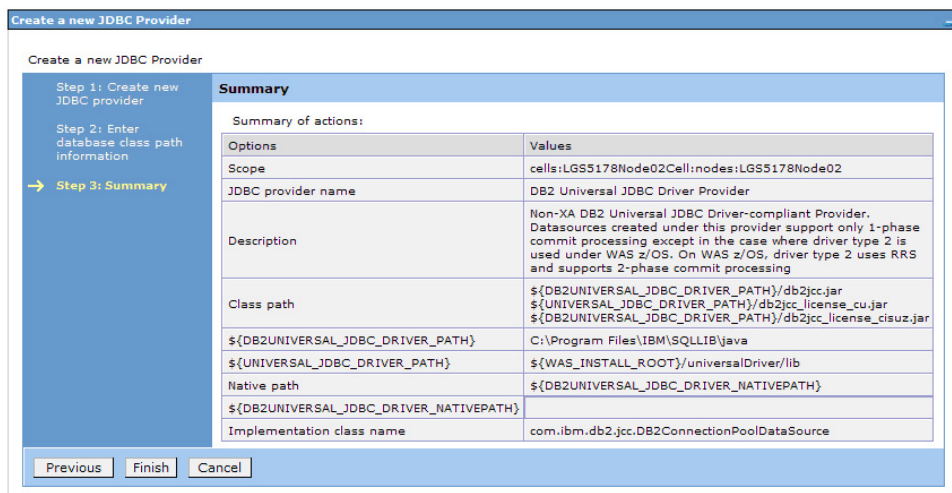 Create a new JDBC Provider
Create a new JDBC Provider
Step 1: Create new
JDBC provider
Step 2: Enter
database class path
information
Step 3: Summary
Summary
Summary of actions:
Options Values
Scope cells:LGS5178Node02Cell:nodes:LGS5178Node02
JDBC provider name DB2 Universal JDBC Driver Provider
Description
Non-XA DB2 Universal JDBC Driver-compliant Provider.
Datasources created under this provider support only 1-phase
commit processing except in the case where driver type 2 is
used under WAS z/OS. On WAS z/OS, driver type 2 uses RRS
and supports 2-phase commit processing
Class path
${DB2UNIVERSAL_JDBC_DRIVER_PATH}/db2jcc.jar
${UNIVERSAL_JDBC_DRIVER_PATH}/db2jcc_license_cu.jar
${DB2UNIVERSAL_JDBC_DRIVER_PATH}/db2jcc_license_cisuz.jar
${DB2UNIVERSAL_JDBC_DRIVER_PATH} C:\Program Files\IBM\SQLLIB\java
${UNIVERSAL_JDBC_DRIVER_PATH} ${WAS_INSTALL_ROOT}/universalDriver/lib
Native path ${DB2UNIVERSAL_JDBC_DRIVER_NATIVEPATH}
${DB2UNIVERSAL_JDBC_DRIVER_NATIVEPATH}
Implementation class name com.ibm.db2.jcc.DB2ConnectionPoolDataSource
Previous Finish Cancel